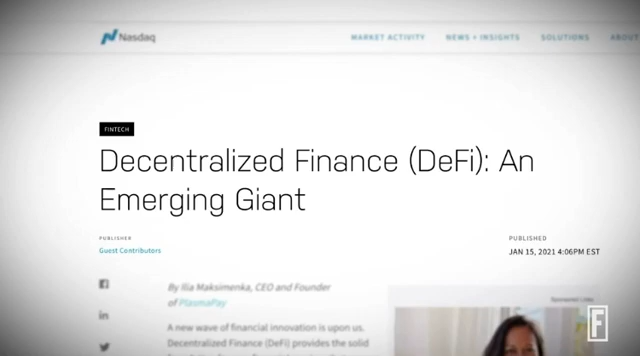 Nasdaq
MARKET ACTIVITY NEWS + INSIGHTS SOLUTIONS ABOUT
FINTECH
Decentralized Finance (DeFi): An
Emerging Giant
PUBLISHER
Guest Contributors
PUBLISHED
JAN 15, 2021 4:06PM EST
By Ilia Maksimenka, CEO and Founder
of PlasmaPay
A new wave of financial innovation is upon us.
Decentralized Finance (DeFi) provides the solid
F